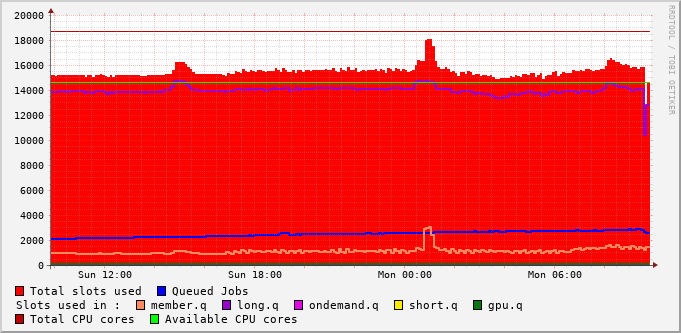 20000
18000
16000
14000
12000
10000
8000
6000
4000
2000
0
Sun 12:00 Sun 18:00 Mon 00:00 Mon 06:00
Total slots used Queued Jobs
Slots used in : member.q long.q ondemand.q short.q gpu.q
Total CPU cores Available CPU cores
RRDTOOL / TOBI OETIKER